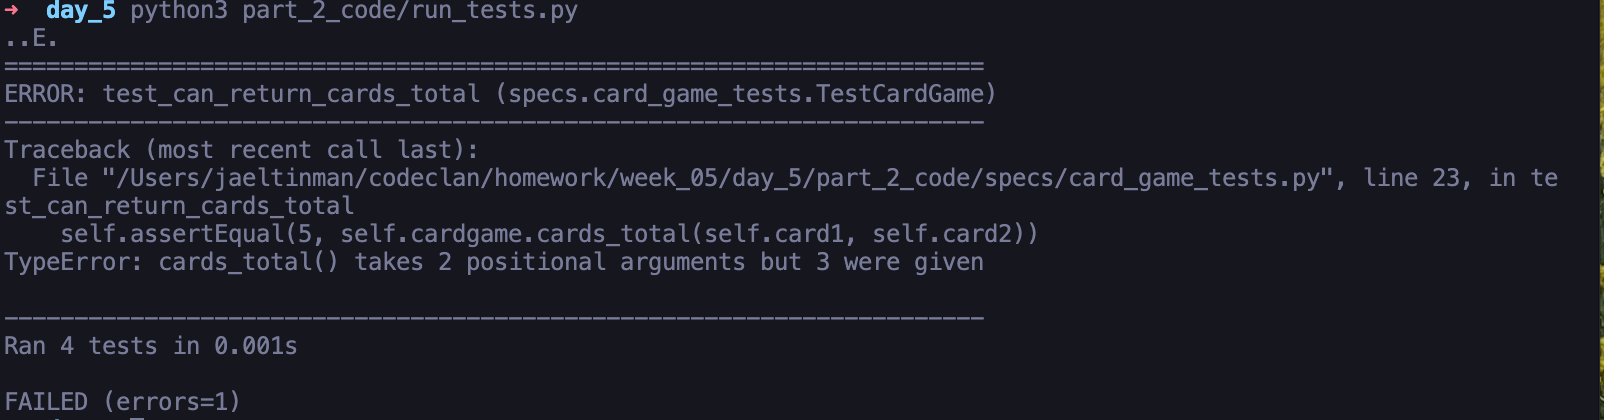 → day_5 python3 part_2_code/run_tests.py
..E.
======================================================================
ERROR: test_can_return_cards_total (specs.card_game_tests.TestCardGame)
----------------------------------------------------------------------
Traceback (most recent call last):
  File "/Users/jaeltinman/codeclan/homework/week_05/day_5/part_2_code/specs/card_game_tests.py", line 23, in te
st_can_return_cards_total
    self.assertEqual(5, self.cardgame.cards_total(self.card1, self.card2))
TypeError: cards_total() takes 2 positional arguments but 3 were given
----------------------------------------------------------------------
Ran 4 tests in 0.001s
FAILED (errors=1)